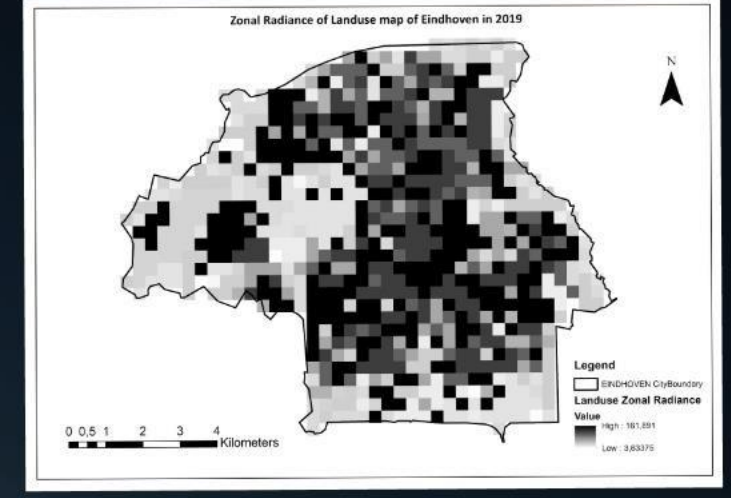 Zonal Radiance of Landuse map of Eindhoven in 2019
N
Legend
EINDHOVEN CityBoundary
Landuse Zonal Radiance
Value
High : 161,891
Low : 3,63375
0 0,5 1 2 3 4
Kilometers